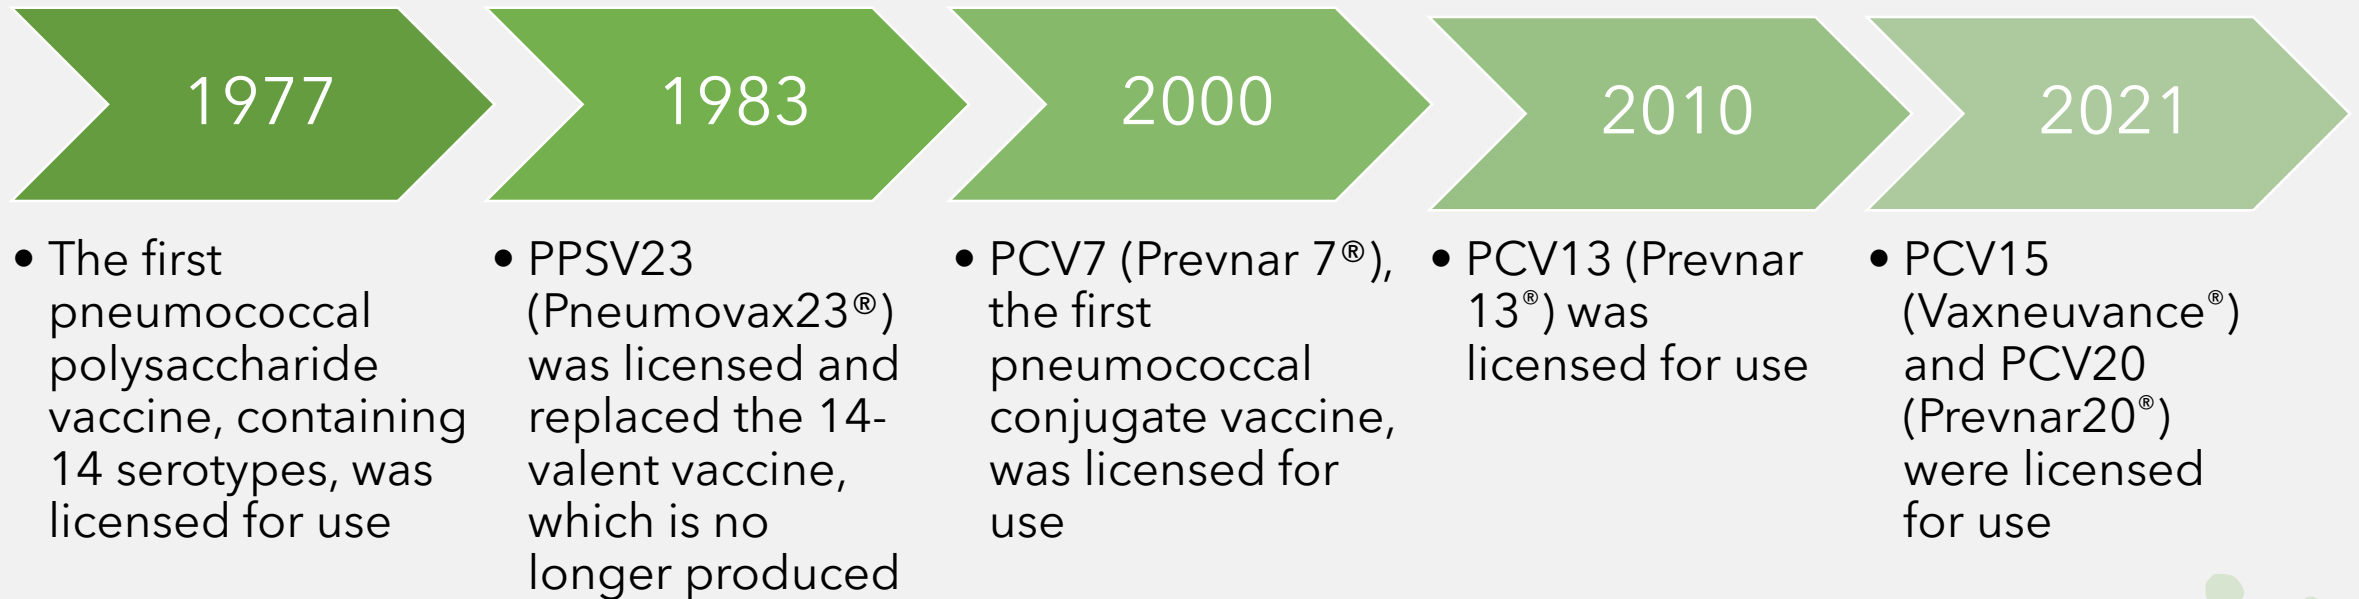 1977
• The first
pneumococcal
polysaccharide
vaccine, containing
14 serotypes, was
licensed for use
1983
• PPSV23
(Pneumovax23®)
was licensed and
replaced the 14-
valent vaccine,
which is no
longer produced
2000
• PCV7 (Prevnar 7®),
the first
pneumococcal
conjugate vaccine,
was licensed for
use
2010
• PCV13 (Prevnar
13®) was
licensed for use
2021
• PCV15
(Vaxneuvance®)
and PCV20
(Prevnar20®)
were licensed
for use